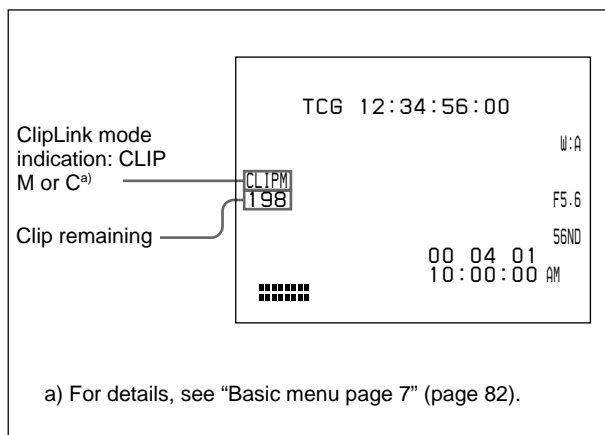 TCG 12:34:56:00
ClipLink mode
indication: CLIP
M or Ca)
W:A
CLIPM
198
F5.6
Clip remaining
56ND
00 04 01
10:00:00 AM
a) For details, see “Basic menu page 7” (page 82).